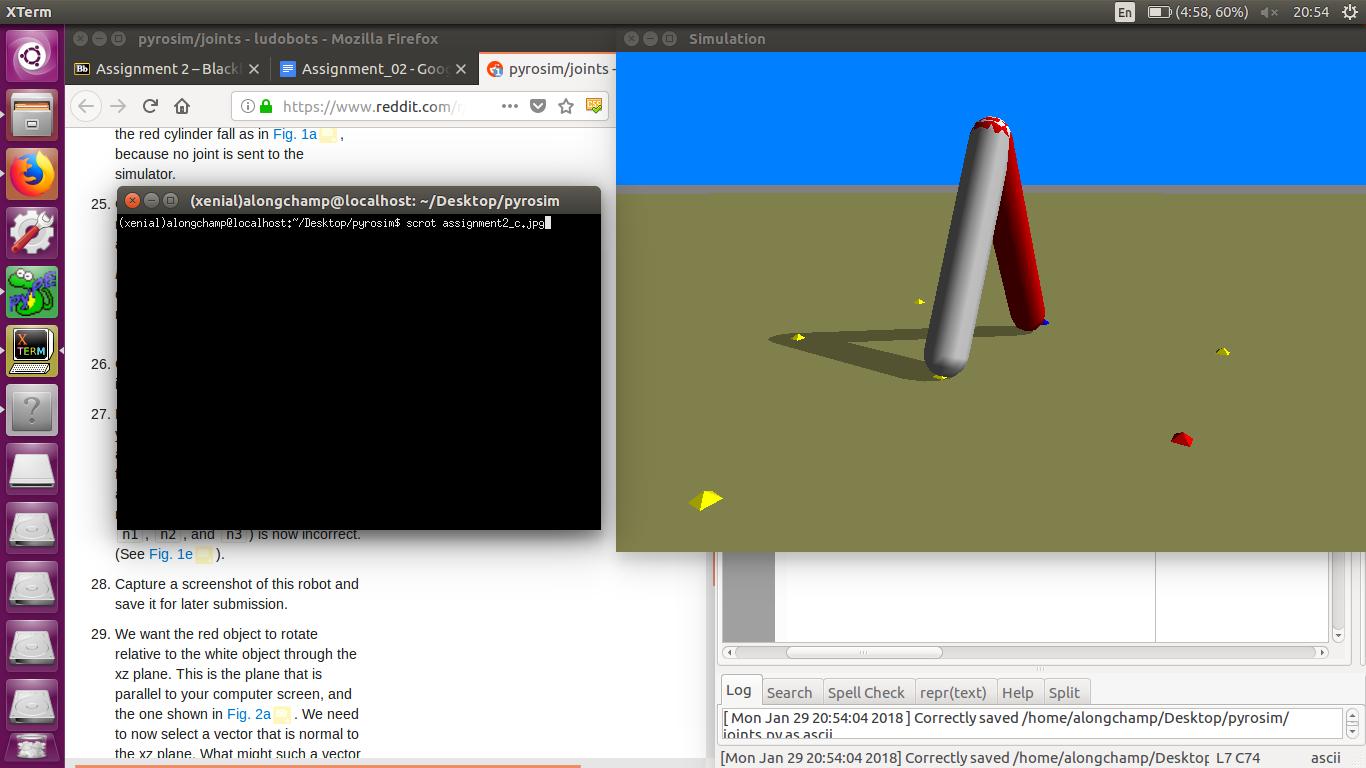 XTerm
En (4:58, 60%) 20:54
pyrosim/joints - ludobots - Mozilla Firefox
Simulation
Bb Assignment 2 – Black
Assignment_02 - Goo
pyrosim/joints -
https://www.reddit.com/r
the red cylinder fall as in Fig. 1a ,
because no joint is sent to the
simulator.
25.
(xenial)alongchamp@localhost: ~/Desktop/pyrosim
(xenial)alongchamp@localhost:~/Desktop/pyrosim$ scrot assignment2_c.jpg
X
TERM
26.
27.
n1 , n2 , and n3 ) is now incorrect.
(See Fig. 1e ).
28. Capture a screenshot of this robot and
save it for later submission.
29. We want the red object to rotate
relative to the white object through the
xz plane. This is the plane that is
parallel to your computer screen, and
the one shown in Fig. 2a . We need
to now select a vector that is normal to
the xz plane. What might such a vector
Log Search Spell Check repr(text) Help Split
[ Mon Jan 29 20:54:04 2018 ] Correctly saved /home/alongchamp/Desktop/pyrosim/
joints.py as ascii
[Mon Jan 29 20:54:04 2018] Correctly saved /home/alongchamp/Desktop L7 C74 ascii